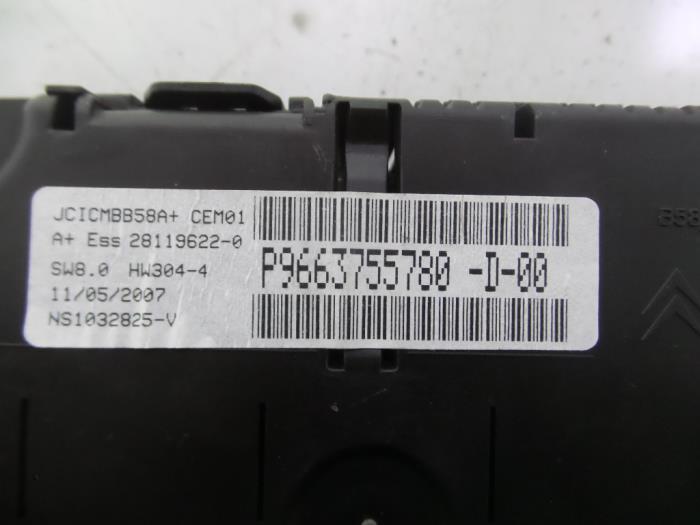 JCICMBB58A+ CEM01
A+ Ess 28119622-0
SW8.0 HW304-4
11/05/2007
NS1032825-V
P9663755780 -D-00